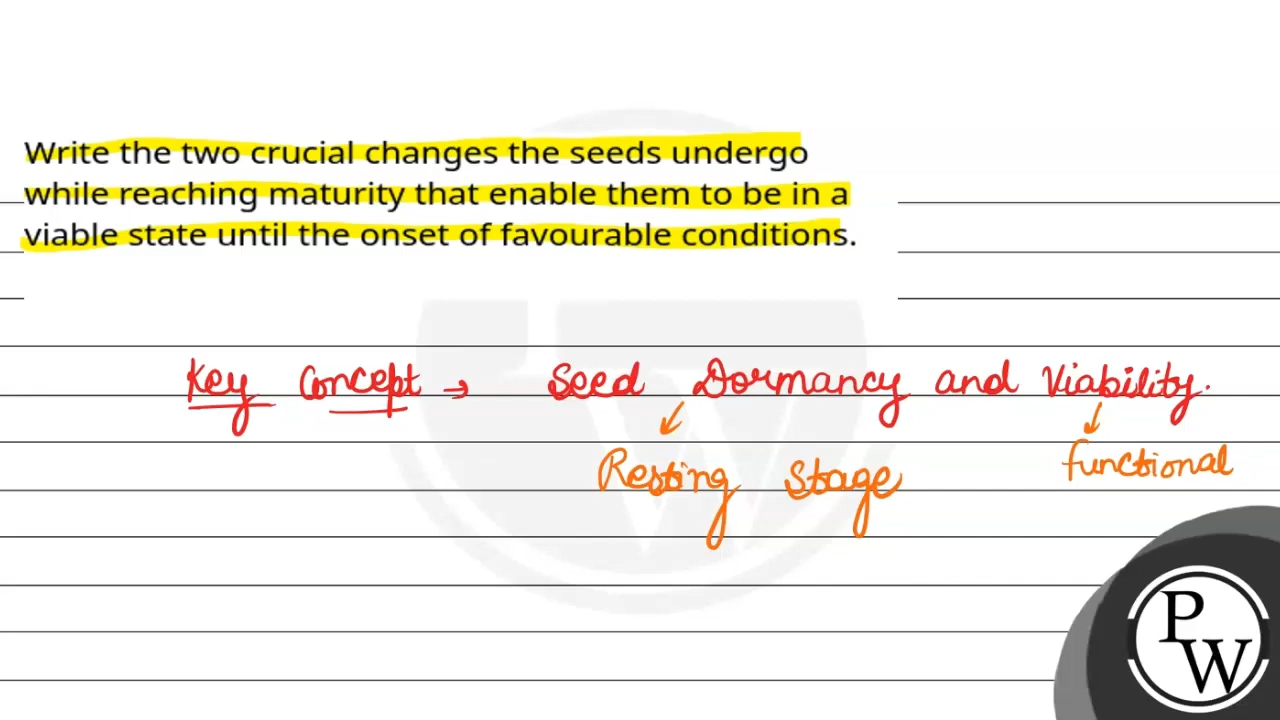 Write the two crucial changes the seeds undergo
while reaching maturity that enable them to be in a
viable state until the onset of favourable conditions.
Key Concept → Seed Dormancy and Viability.
Resting Stage
functional
P
W